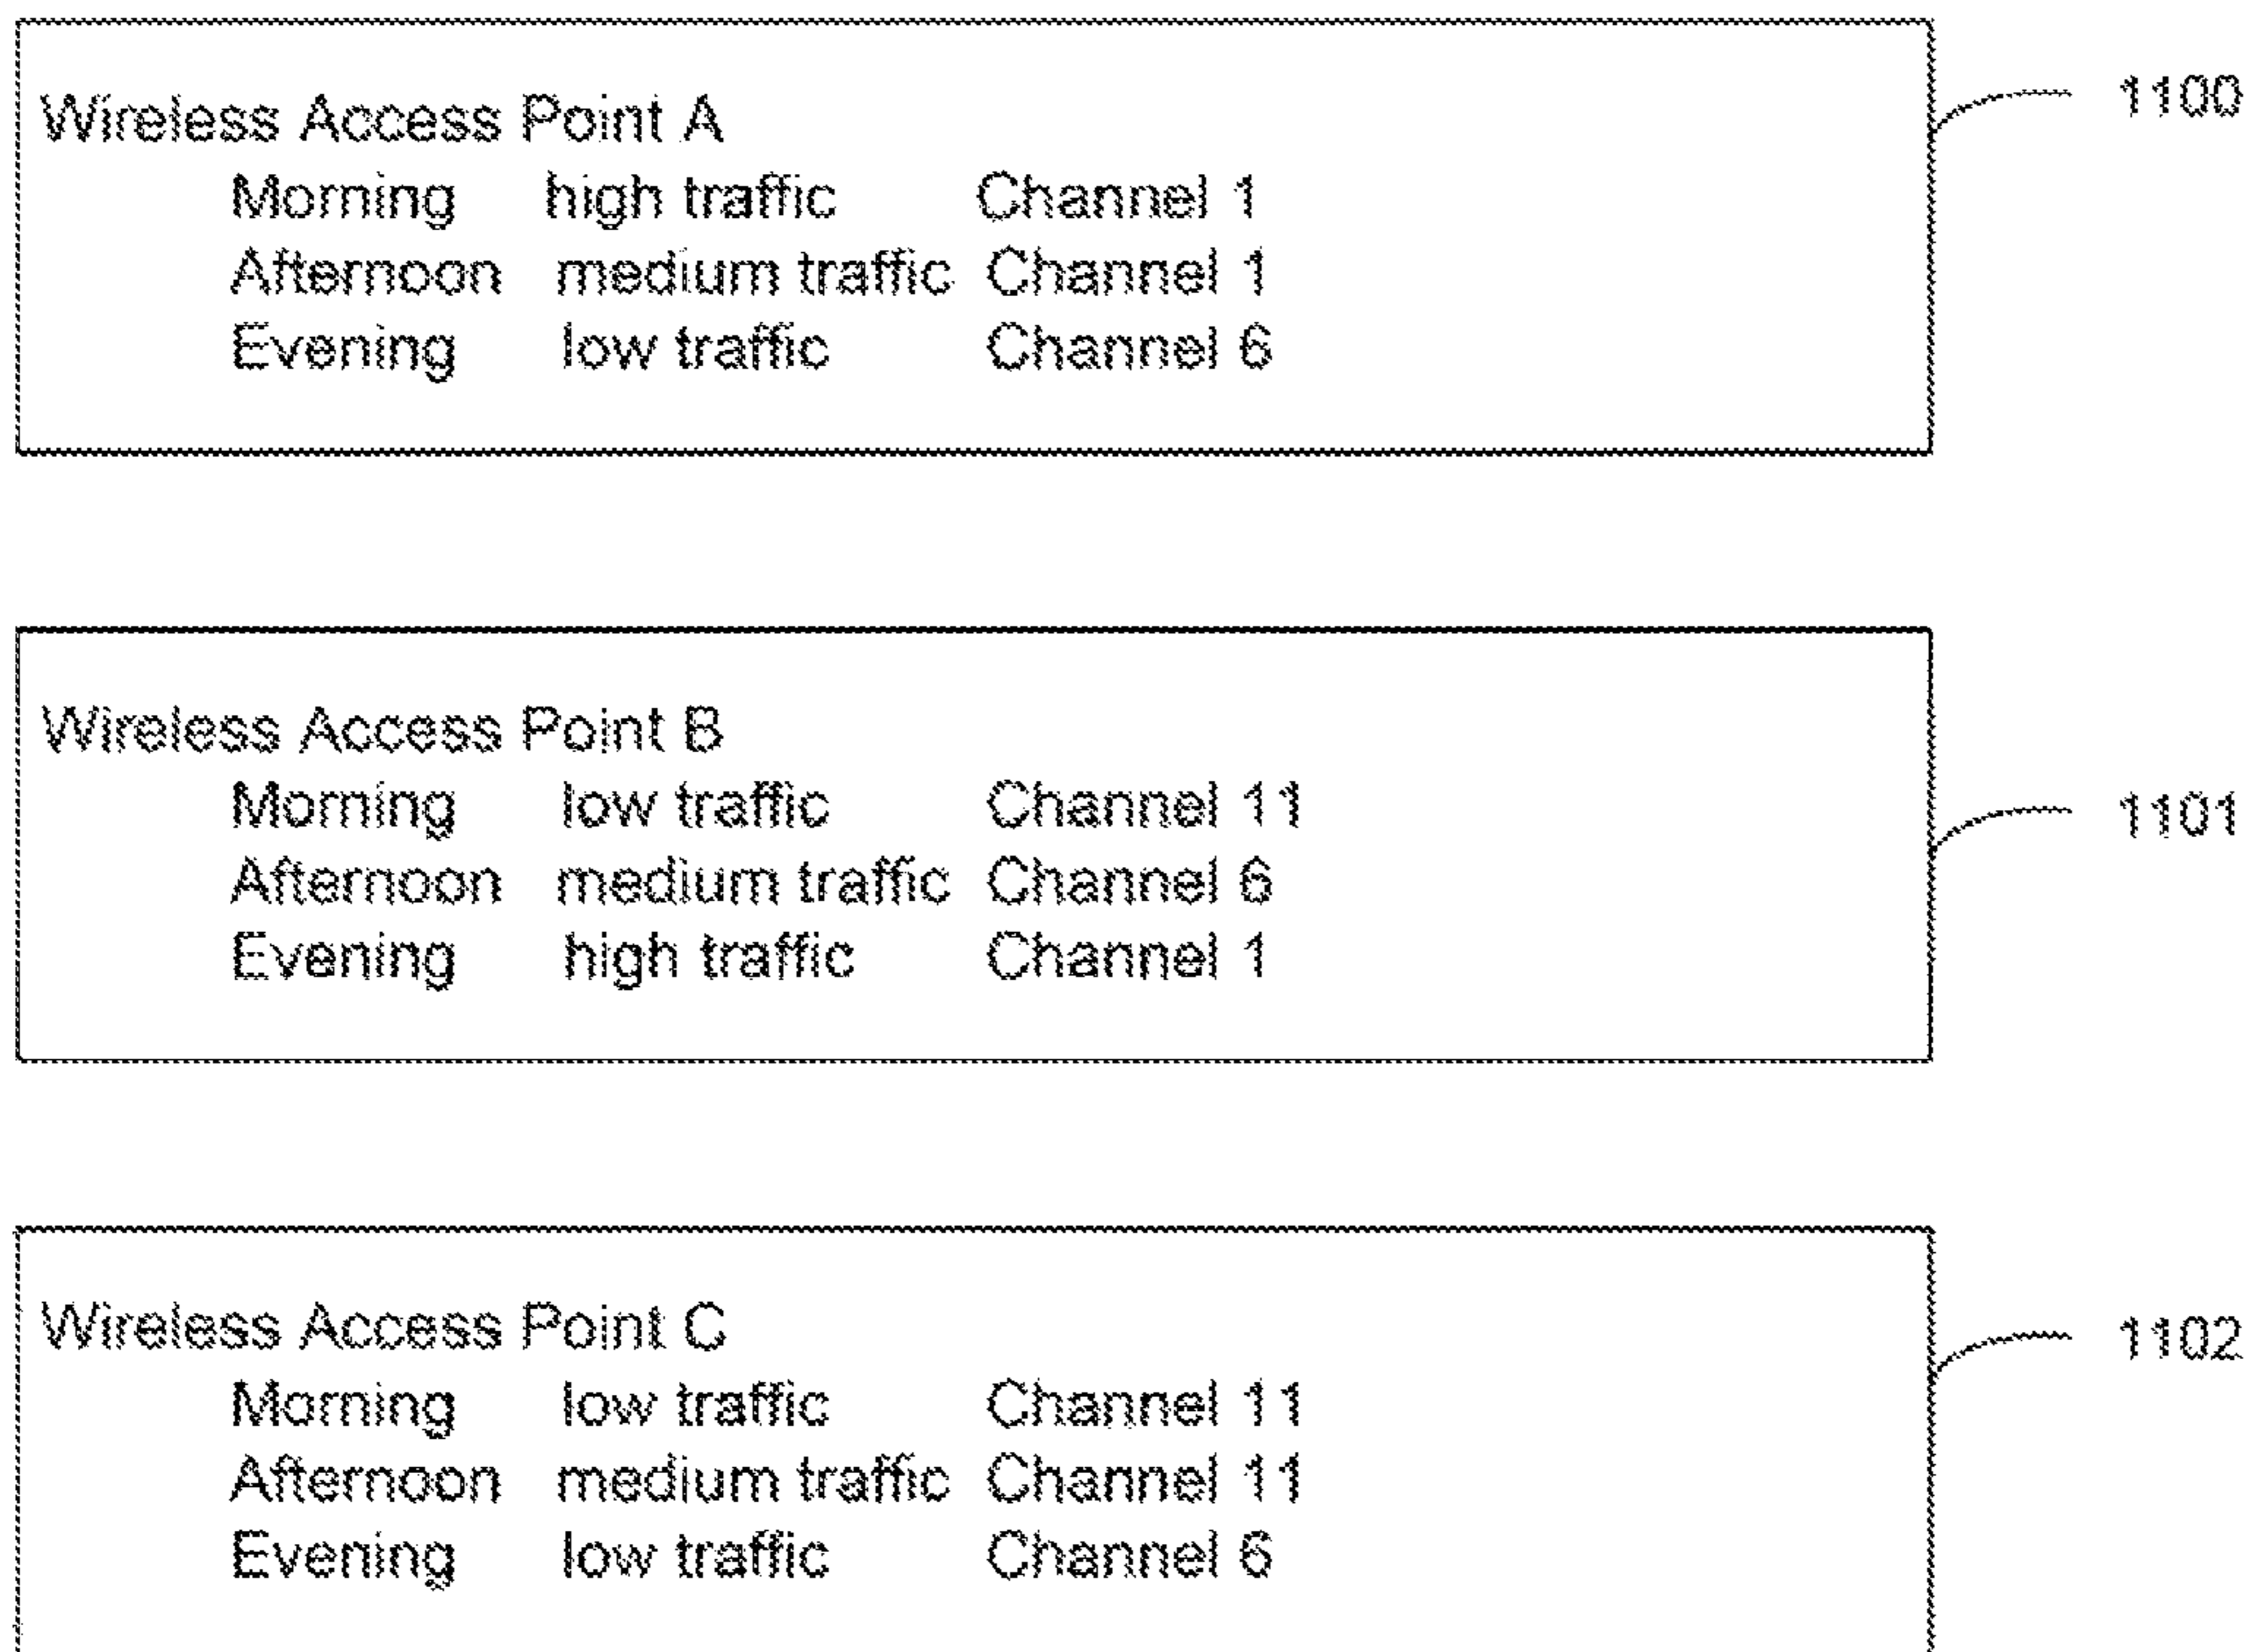 Wireless Access Point A
1100
Morning high traffic Channel 1
Afternoon medium traffic Channel 1
Evening low traffic Channel 6
Wireless Access Point B
Morning low traffic Channel 11
1101
Afternoon medium traffic Channel 6
Evening high traffic Channel 1
Wireless Access Point C
1102
Morning low traffic Channel 11
Afternoon medium traffic Channel 11
Evening low traffic Channel 6